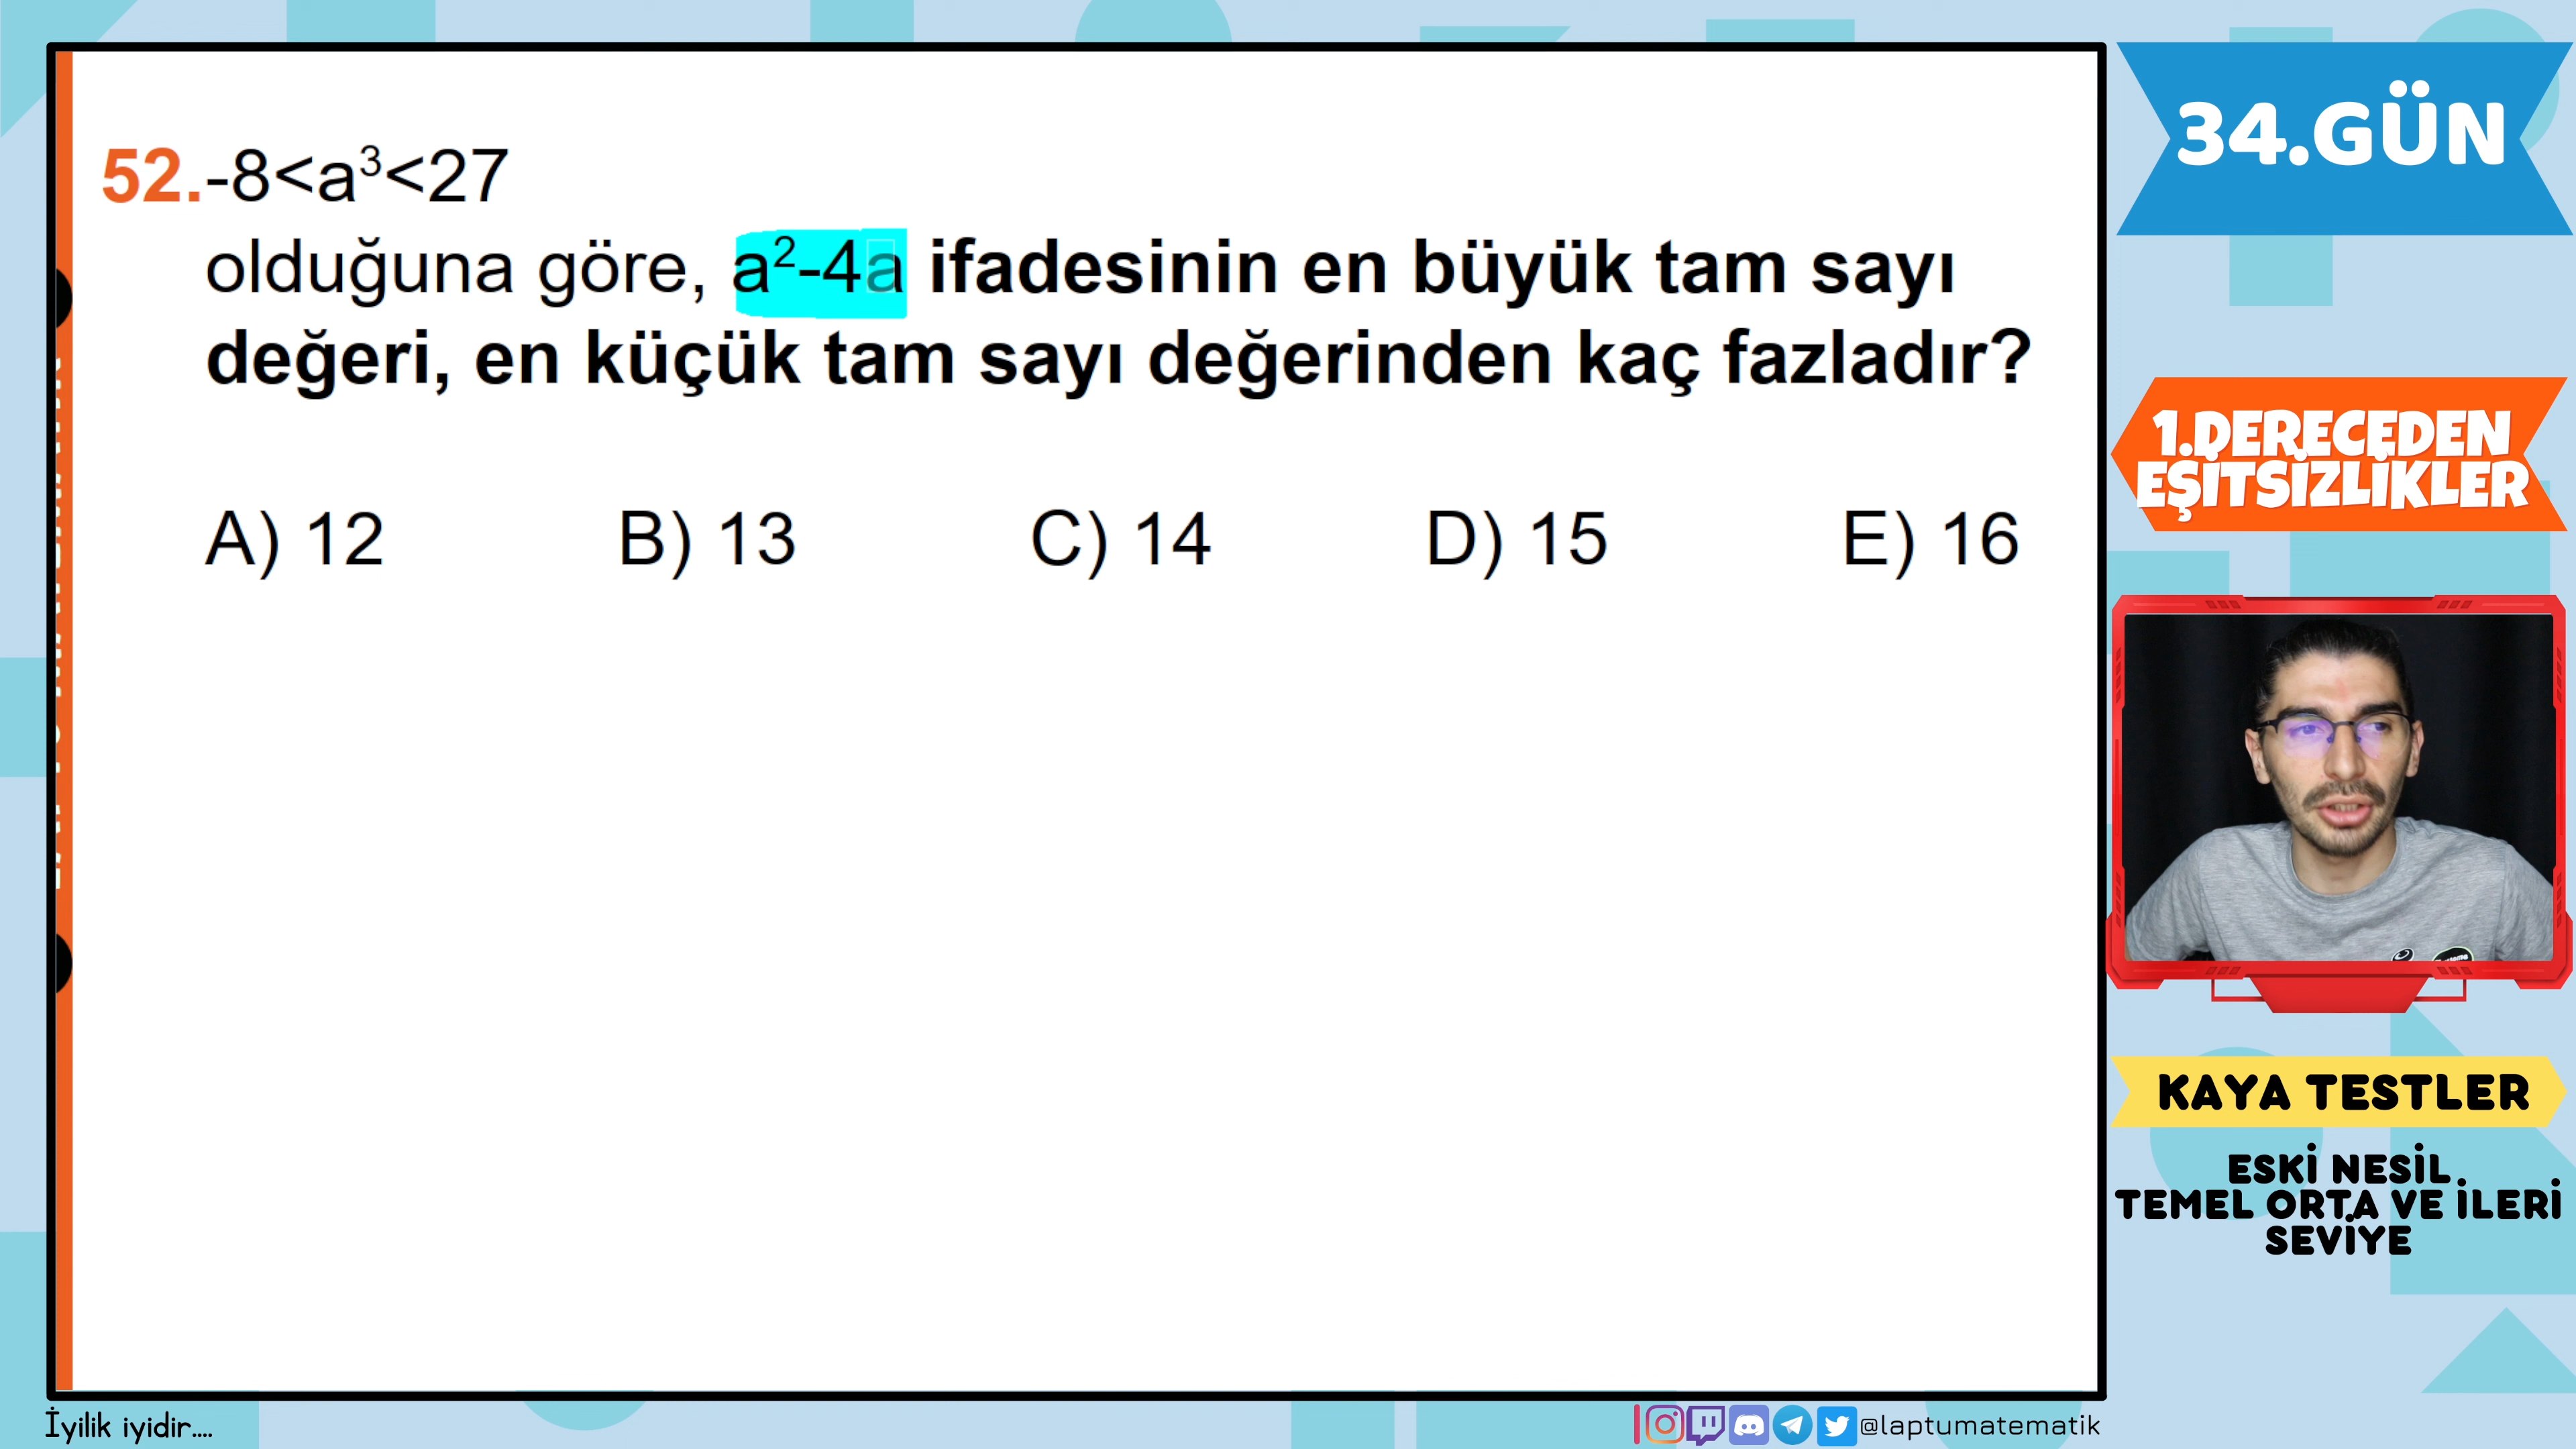 52.-8<a³<27
olduğuna göre, a²-4a ifadesinin en büyük tam sayı
değeri, en küçük tam sayı değerinden kaç fazladır?
A) 12 B) 13 C) 14 D) 15 E) 16
34.GÜN
1.DERECEDEN
EŞİTSİZLİKLER
KAYA TESTLER
ESKİ NESİL
TEMEL ORTA VE İLERİ
SEVİYE
İyilik iyidir....
@laptumatematik